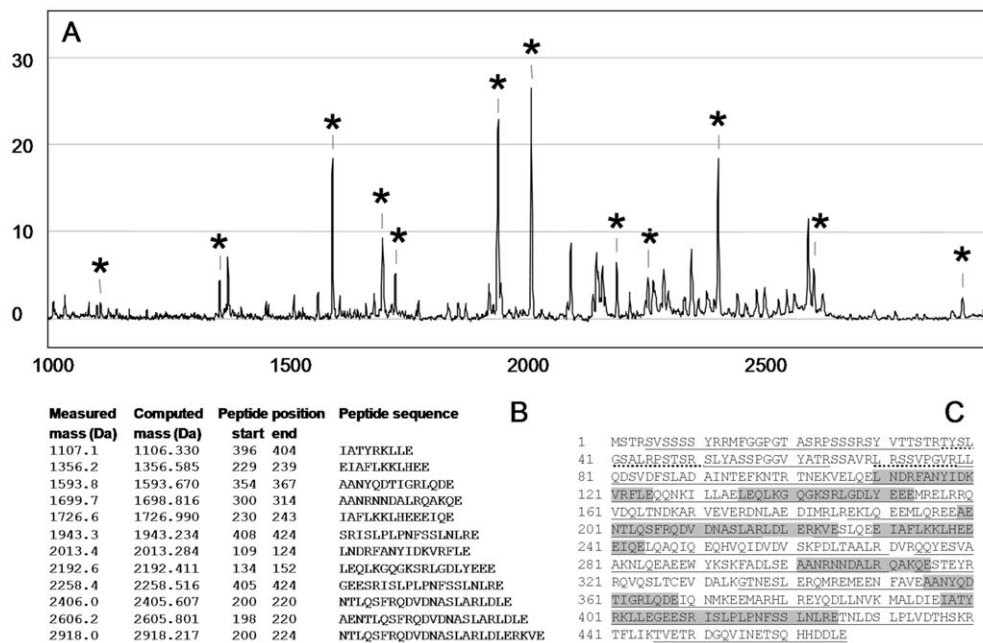 A
30
20
10
0
1000 1500 2000 2500
* * * * * * * * * * * *
B
Measured Computed Peptide position Peptide sequence
mass (Da) mass (Da) start end
1107.1 1106.330 396 404 IATYRKLLE
1356.2 1356.585 229 239 EIAFLKKLHEE
1593.8 1593.670 354 367 AANYQDTIGRLQDE
1699.7 1698.816 300 314 AANRNNDALRQAKQE
1726.6 1726.990 230 243 IAFLKKLHEEEIQE
1943.3 1943.234 408 424 SRISLPLPNFSSLNLRE
2013.4 2013.284 109 124 LNDRFANYIDKVRFLE
2192.6 2192.411 134 152 LEQLKGQGKSRLGDLYEEE
2258.4 2258.516 405 424 GEESRISLPLPNFSSLNLRE
2406.0 2405.607 200 220 NTLQSFRQDVDNASLARLDLE
2606.2 2605.801 198 220 AENTLQSFRQDVDNASLARLDLE
2918.0 2918.217 200 224 NTLQSFRQDVDNASLARLDLERKVE
C
1 MSTRSVSSSS YRRMFGGPGT ASRPSSSRSY VTTSTRTYSL
41 GSALRPSTSR SLYASSPGGV YATRSSAVRL RSSVPGVRLL
81 QDSVDFSLAD AINTEFKNTR TNEKVELQEL NDRFANYIDK
121 VRFLEQQNKI LLAELEQLKG QGKSRLGDLY EEEMRELRRQ
161 VDQLTNDKAR VEVERDNLAE DIMRLREKLQ EEMLQREEAE
201 NTLQSFRQDV DNASLARLDL ERKVESLQEE IAFLKKLHEE
241 EIQELQAQIQ EQHVQIDVDV SKPDLTAALR DVRQQYESVA
281 AKNLQEAEEW YKSKFADLSE AANRNNDALR QAKQESTEYR
321 RQVQSLTCEV DALKGTNESL ERQMREMEEN FAVEAANYQD
361 TIGRLQDEIQ NMKEEMARHL REYQDLLNVK MALDIEIATY
401 RKLLEGEESR ISLPLPNFSS LNLRETNLDS LPLVDTHSKR
441 TFLIKTVETR DGQVINETSQ HHDDLE